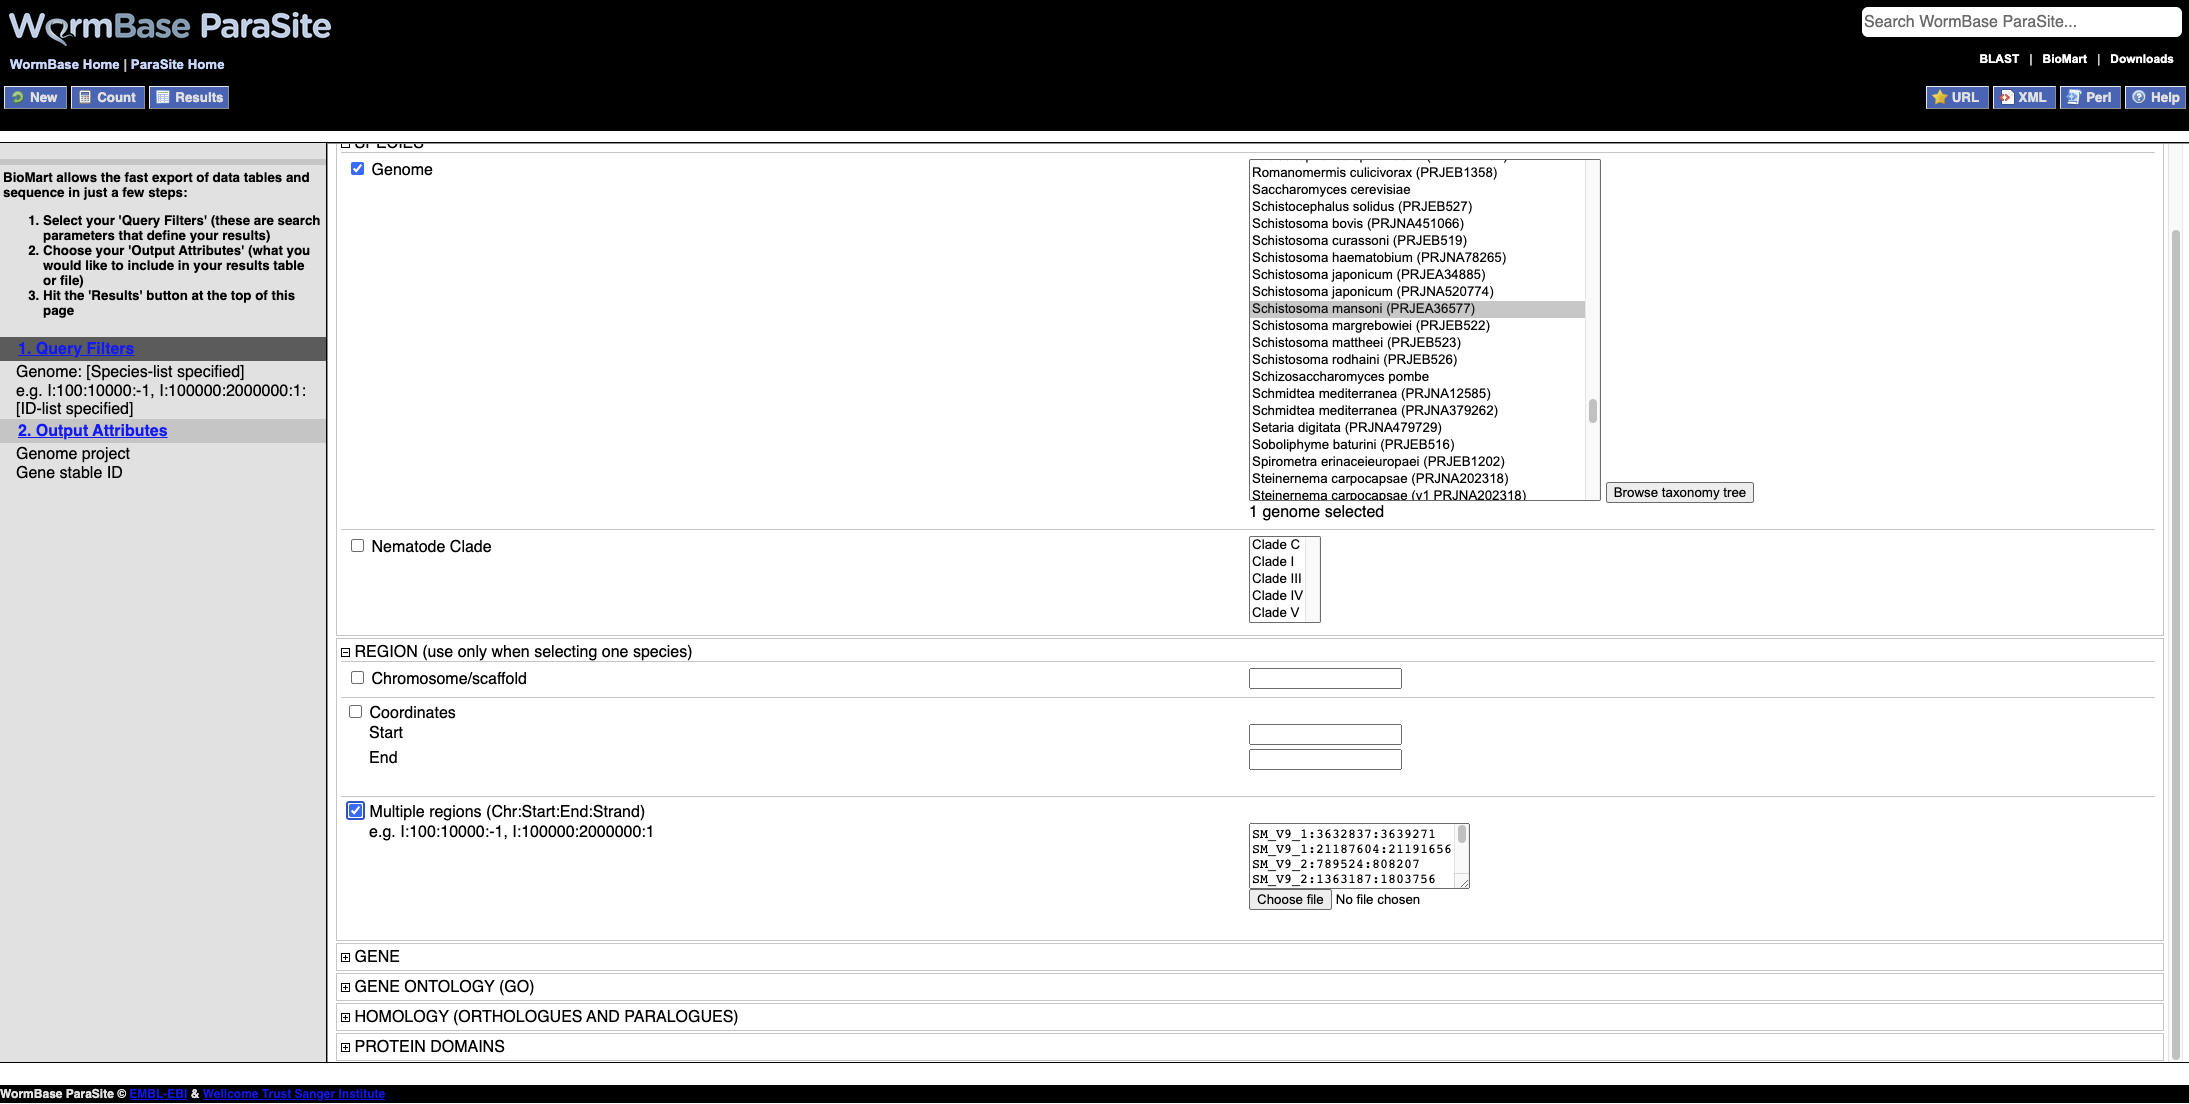 WormBase ParaSite
Search WormBase ParaSite...
WormBase Home | ParaSite Home
BLAST | BioMart | Downloads
New Count Results
URL XML Perl Help
SPECIES
BioMart allows the fast export of data tables and
sequence in just a few steps:
1. Select your 'Query Filters' (these are search
parameters that define your results)
2. Choose your 'Output Attributes' (what you
would like to include in your results table
or file)
3. Hit the 'Results' button at the top of this
page
1. Query Filters
Genome: [Species-list specified]
e.g. I:100:10000:-1, I:100000:2000000:1:
[ID-list specified]
2. Output Attributes
Genome project
Gene stable ID
Genome
Romanomermis culicivorax (PRJEB1358)
Saccharomyces cerevisiae
Schistocephalus solidus (PRJEB527)
Schistosoma bovis (PRJNA451066)
Schistosoma curassoni (PRJEB519)
Schistosoma haematobium (PRJNA78265)
Schistosoma japonicum (PRJEA34885)
Schistosoma japonicum (PRJNA520774)
Schistosoma mansoni (PRJEA36577)
Schistosoma margrebowiei (PRJEB522)
Schistosoma mattheei (PRJEB523)
Schistosoma rodhaini (PRJEB526)
Schizosaccharomyces pombe
Schmidtea mediterranea (PRJNA12585)
Schmidtea mediterranea (PRJNA379262)
Setaria digitata (PRJNA479729)
Soboliphyme baturini (PRJEB516)
Spirometra erinaceieuropaei (PRJEB1202)
Steinernema carpocapsae (PRJNA202318)
Steinernema carpocapsae (v1 PRJNA202318)
Browse taxonomy tree
1 genome selected
Nematode Clade
Clade C
Clade I
Clade III
Clade IV
Clade V
REGION (use only when selecting one species)
Chromosome/scaffold
Coordinates
Start
End
Multiple regions (Chr:Start:End:Strand)
e.g. I:100:10000:-1, I:100000:2000000:1
SM_V9_1:3632837:3639271
SM_V9_1:21187604:21191656
SM_V9_2:789524:808207
SM_V9_2:1363187:1803756
Choose file No file chosen
GENE
GENE ONTOLOGY (GO)
HOMOLOGY (ORTHOLOGUES AND PARALOGUES)
PROTEIN DOMAINS
WormBase ParaSite © EMBL-EBI & Wellcome Trust Sanger Institute